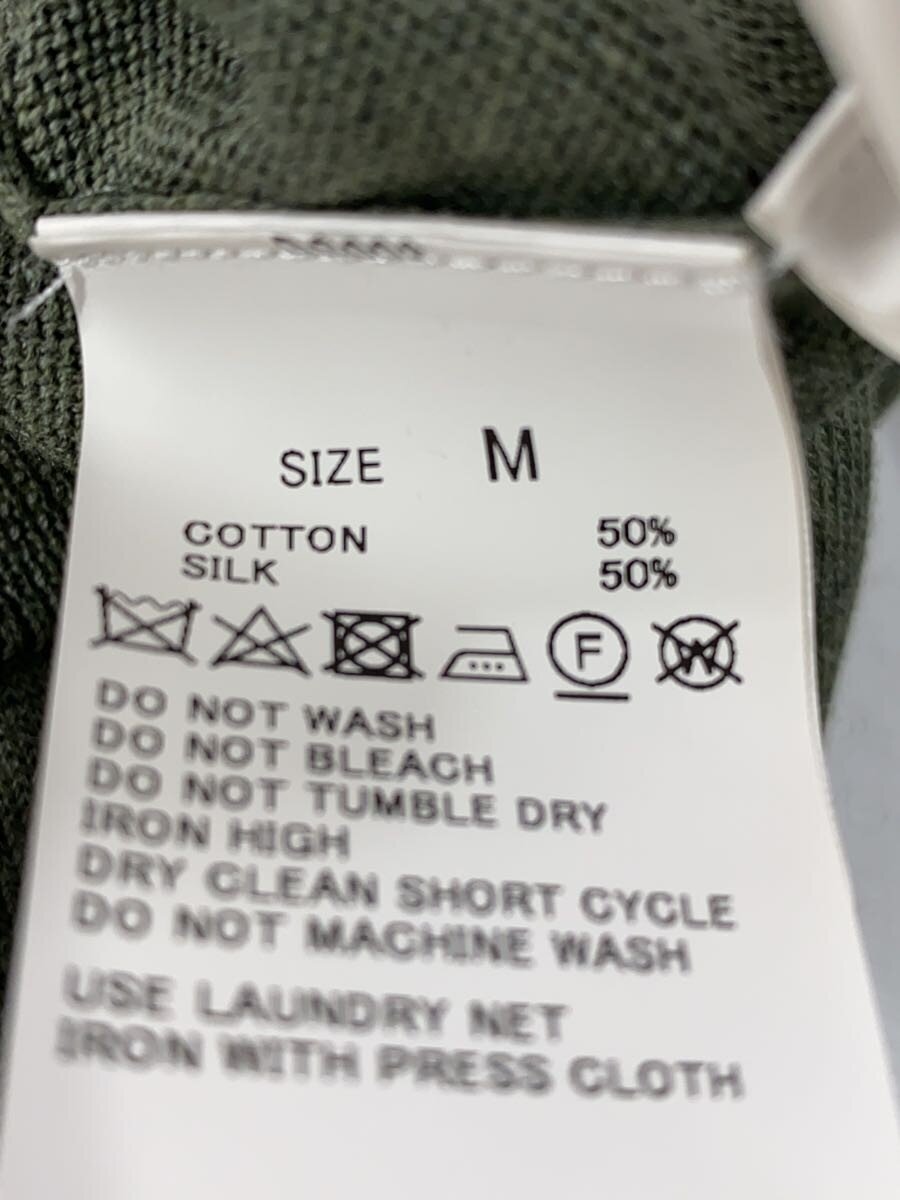 SIZE M
COTTON 50%
SILK 50%
F W
DO NOT WASH
DO NOT BLEACH
DO NOT TUMBLE DRY
IRON HIGH
DRY CLEAN SHORT CYCLE
DO NOT MACHINE WASH
USE LAUNDRY NET
IRON WITH PRESS CLOTH